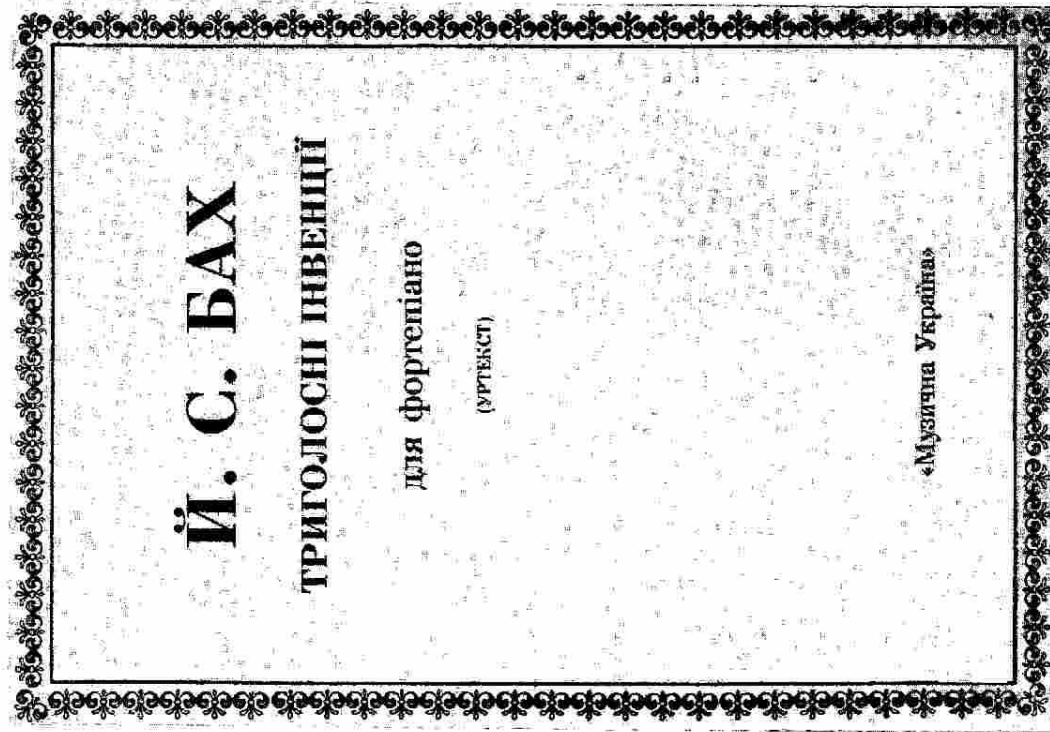 Й. С. БАХ
ТРИГОЛОСНІ ІНВЕНЦІЇ
для фортепіано
(УРТЕКСТ)
«Музична Україна»